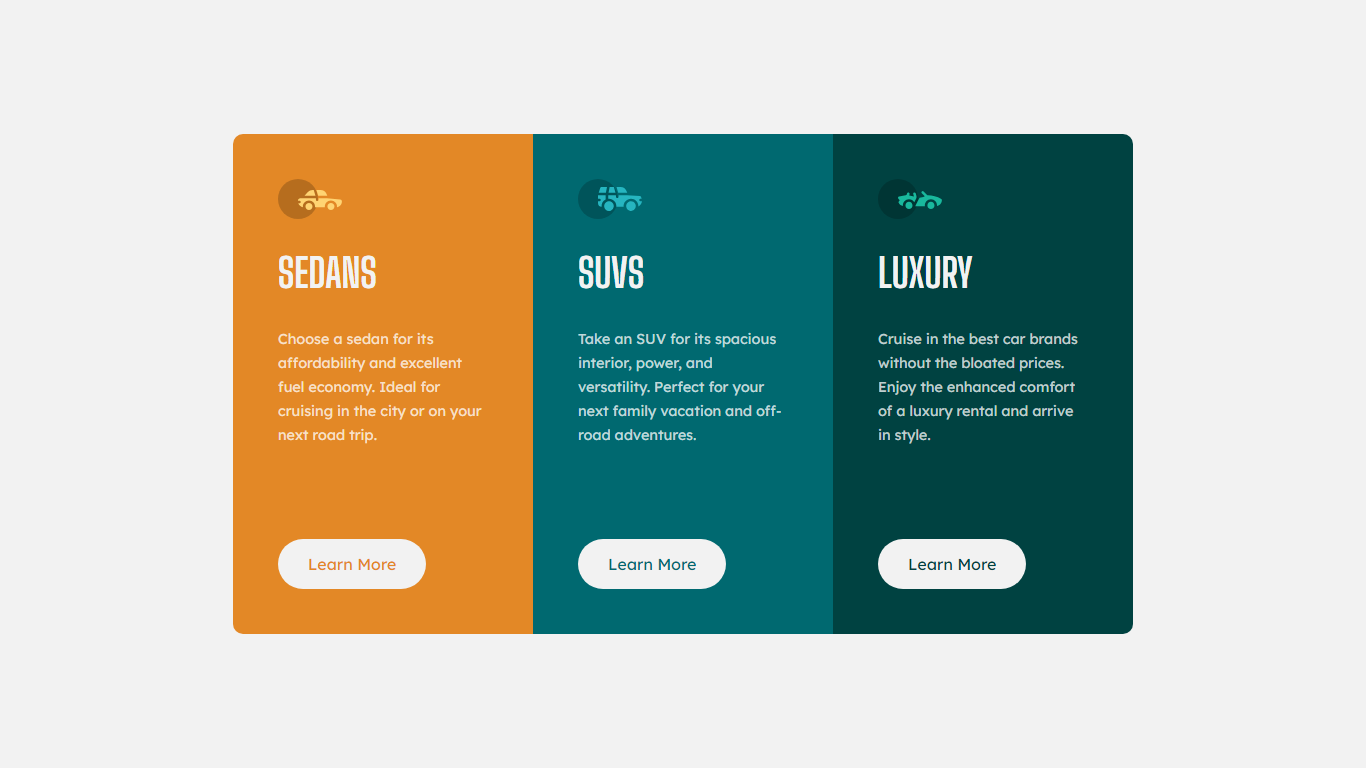 SEDANS
Choose a sedan for its
affordability and excellent
fuel economy. Ideal for
cruising in the city or on your
next road trip.
Learn More
SUVS
Take an SUV for its spacious
interior, power, and
versatility. Perfect for your
next family vacation and off-
road adventures.
Learn More
LUXURY
Cruise in the best car brands
without the bloated prices.
Enjoy the enhanced comfort
of a luxury rental and arrive
in style.
Learn More